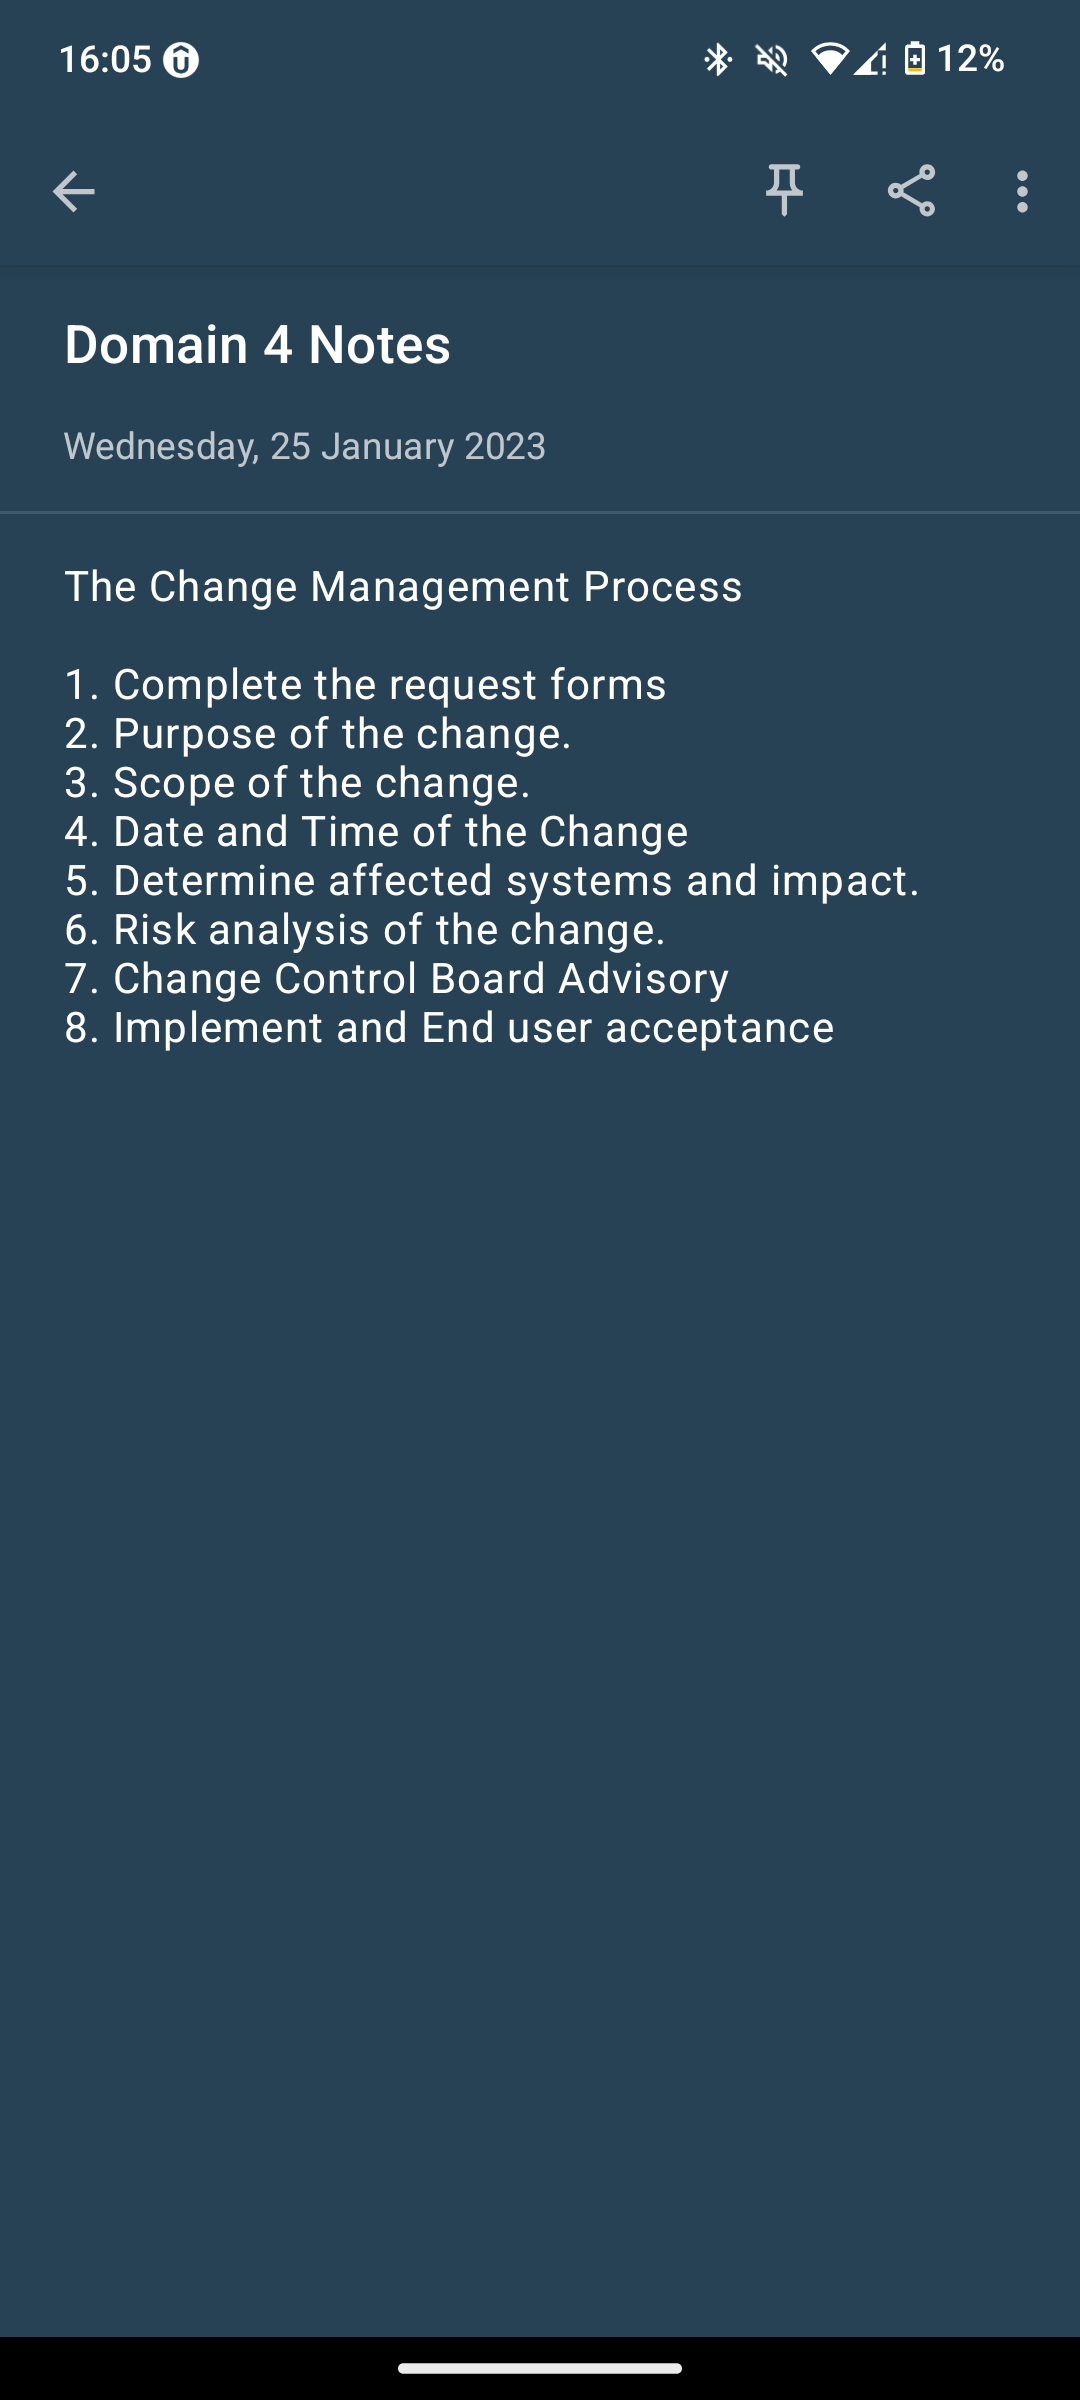 16:05 12%
Domain 4 Notes
Wednesday, 25 January 2023
The Change Management Process
1. Complete the request forms
2. Purpose of the change.
3. Scope of the change.
4. Date and Time of the Change
5. Determine affected systems and impact.
6. Risk analysis of the change.
7. Change Control Board Advisory
8. Implement and End user acceptance